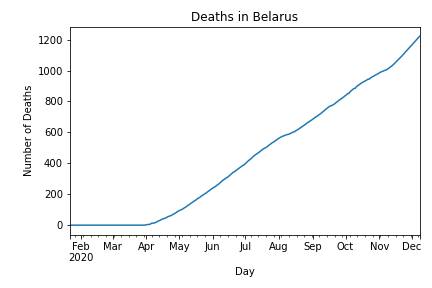 Deaths in Belarus
1200
1000
800
600
400
200
0
Number of Deaths
Feb Mar Apr May Jun Jul Aug Sep Oct Nov Dec
2020
Day